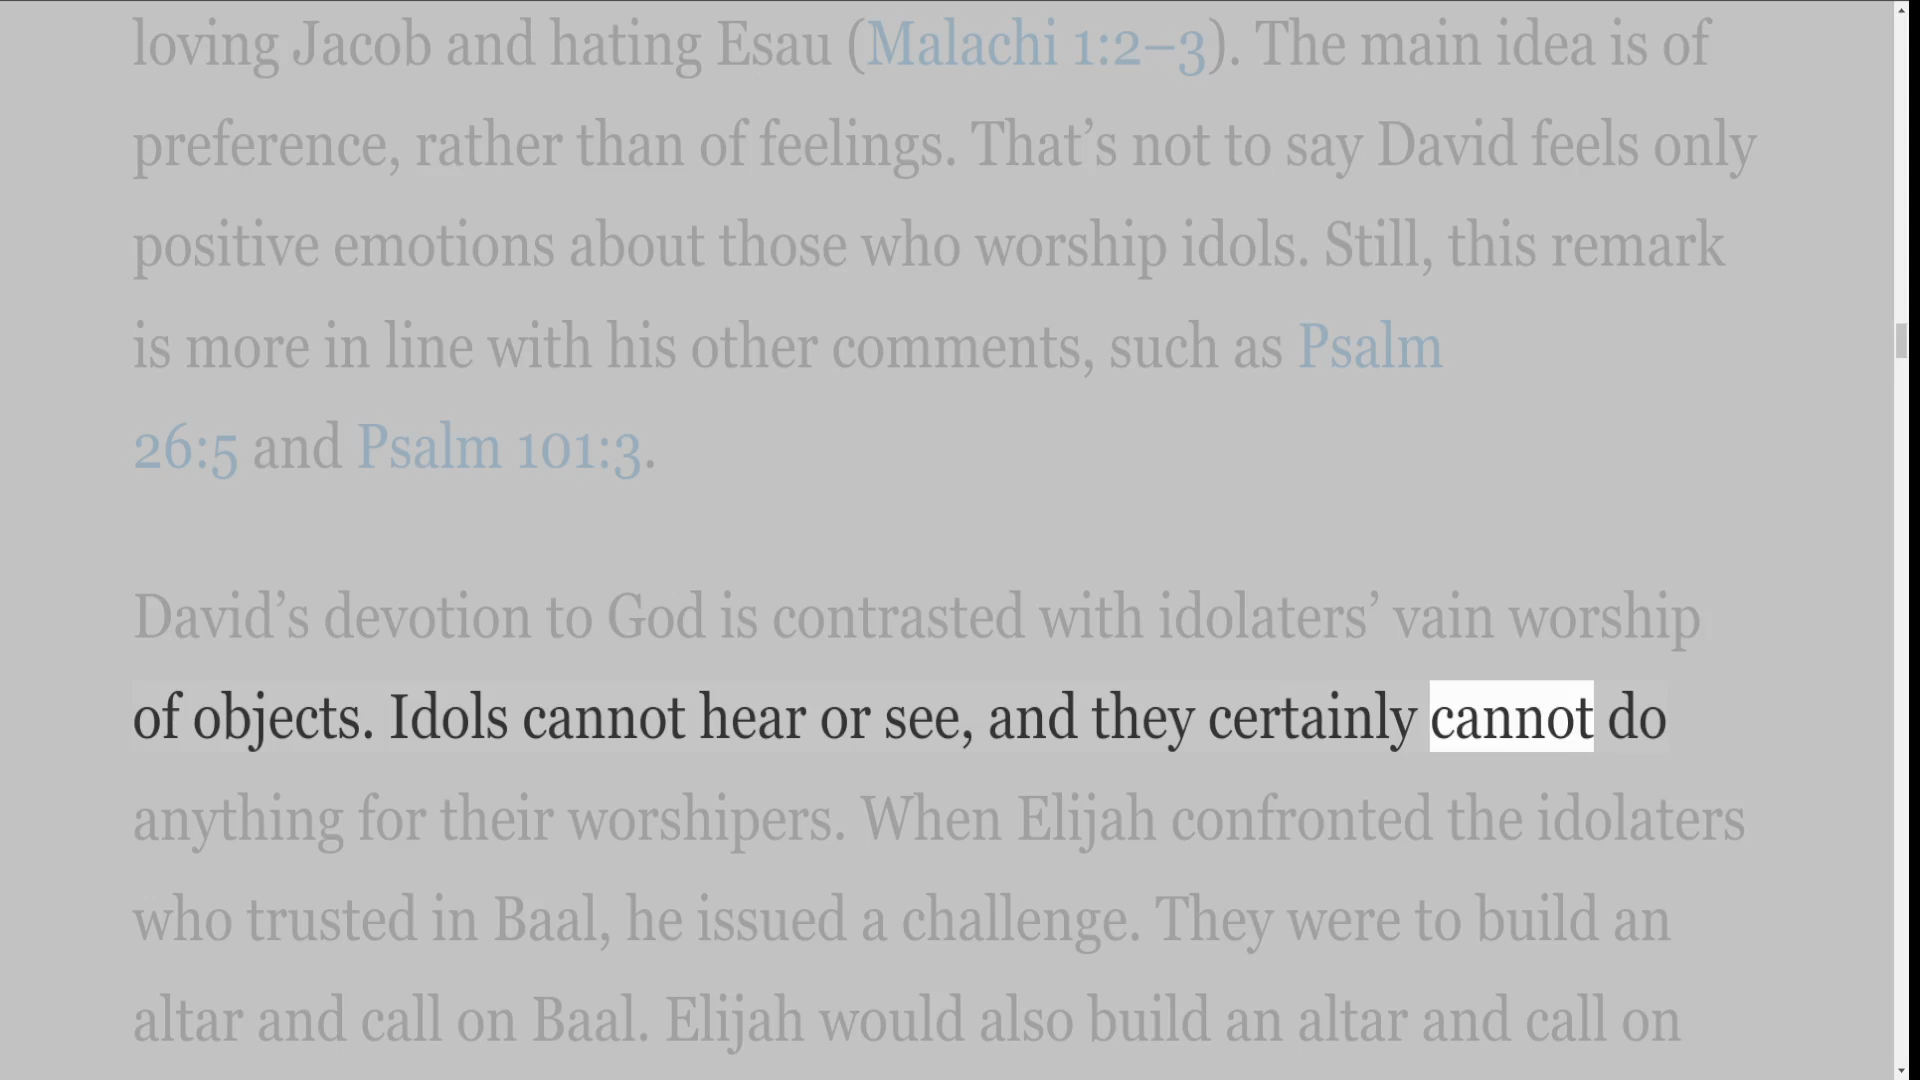 loving Jacob and hating Esau (Malachi 1:2–3). The main idea is of
preference, rather than of feelings. That’s not to say David feels only
positive emotions about those who worship idols. Still, this remark
is more in line with his other comments, such as Psalm
26:5 and Psalm 101:3.
David’s devotion to God is contrasted with idolaters’ vain worship
of objects. Idols cannot hear or see, and they certainly cannot do
anything for their worshipers. When Elijah confronted the idolaters
who trusted in Baal, he issued a challenge. They were to build an
altar and call on Baal. Elijah would also build an altar and call on